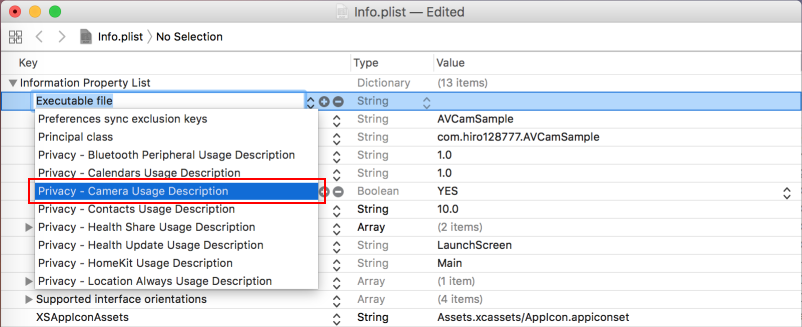 Info.plist — Edited
Info.plist No Selection
Key Type Value
Information Property List Dictionary (13 items)
Executable file String
Preferences sync exclusion keys String AVCamSample
Principal class String com.hiro128777.AVCamSample
Privacy - Bluetooth Peripheral Usage Description String 1.0
Privacy - Calendars Usage Description String 1.0
Privacy - Camera Usage Description Boolean YES
Privacy - Contacts Usage Description String 10.0
Privacy - Health Share Usage Description Array (2 items)
Privacy - Health Update Usage Description String LaunchScreen
Privacy - HomeKit Usage Description String Main
Privacy - Location Always Usage Description Array (1 item)
Supported interface orientations Array (4 items)
XSAppIconAssets String Assets.xcassets/AppIcon.appiconset